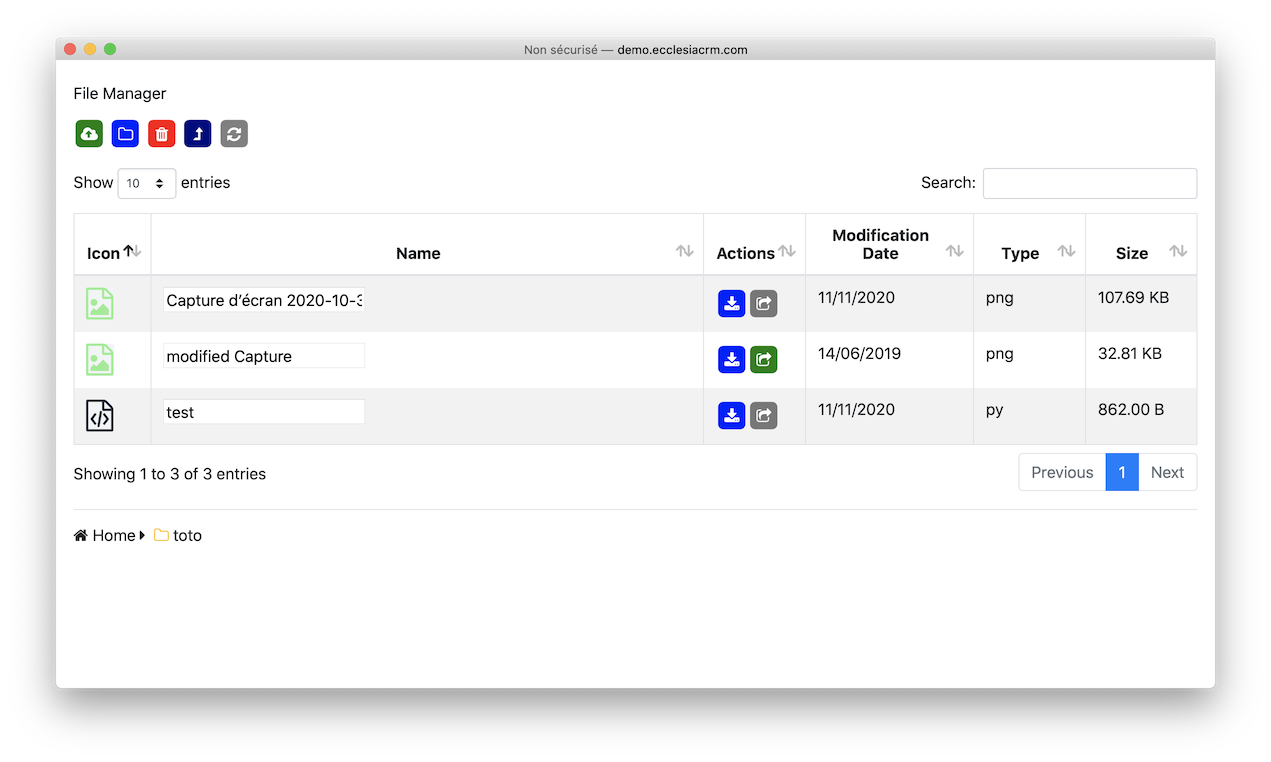 Non sécurisé — demo.ecclesiacrm.com
File Manager
Show 10 entries
Search:
Icon Name Actions Modification Date Type Size
Capture d’écran 2020-10-3 11/11/2020 png 107.69 KB
modified Capture 14/06/2019 png 32.81 KB
test 11/11/2020 py 862.00 B
Showing 1 to 3 of 3 entries
Previous 1 Next
Home toto